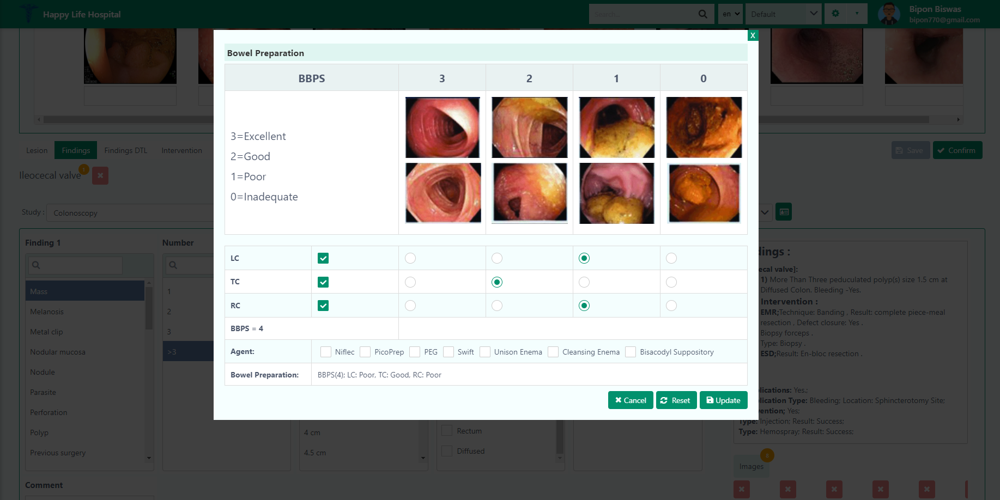 Happy Life Hospital
Search...
en
Default
Bipon Biswas
bipon770@gmail.com
X
Bowel Preparation
BBPS 3 2 1 0
3=Excellent
2=Good
1=Poor
0=Inadequate
LC
TC
RC
BBPS = 4
Agent: Niflec PicoPrep PEG Swift Unison Enema Cleansing Enema Bisacodyl Suppository
Bowel Preparation: BBPS(4); LC: Poor, TC: Good, RC: Poor
Cancel Reset Update
Lesion Findings Findings DTL Intervention
Save Confirm
Ileocecal valve
Study : Colonoscopy
Finding 1
Mass
Melanosis
Metal clip
Nodular mucosa
Nodule
Parasite
Perforation
Polyp
Previous surgery
Comment
Number
1
2
3
>3
4 cm
4.5 cm
Rectum
Diffused
dings :
ecal valve]:
1) More Than Three peduculated polyp(s) size 1.5 cm at
Diffused Colon. Bleeding -Yes.
Intervention :
EMR;Technique: Banding , Result: complete piece-meal
resection , Defect closure: Yes .
Biopsy forceps .
Type: Biopsy .
ESD;Result: En-bloc resection .
lications: Yes.;
lication Type: Bleeding; Location: Sphincterotomy Site;
vention; Yes;
Type: Injection; Result: Success;
Type: Hemospray; Result: Success;
8
Images